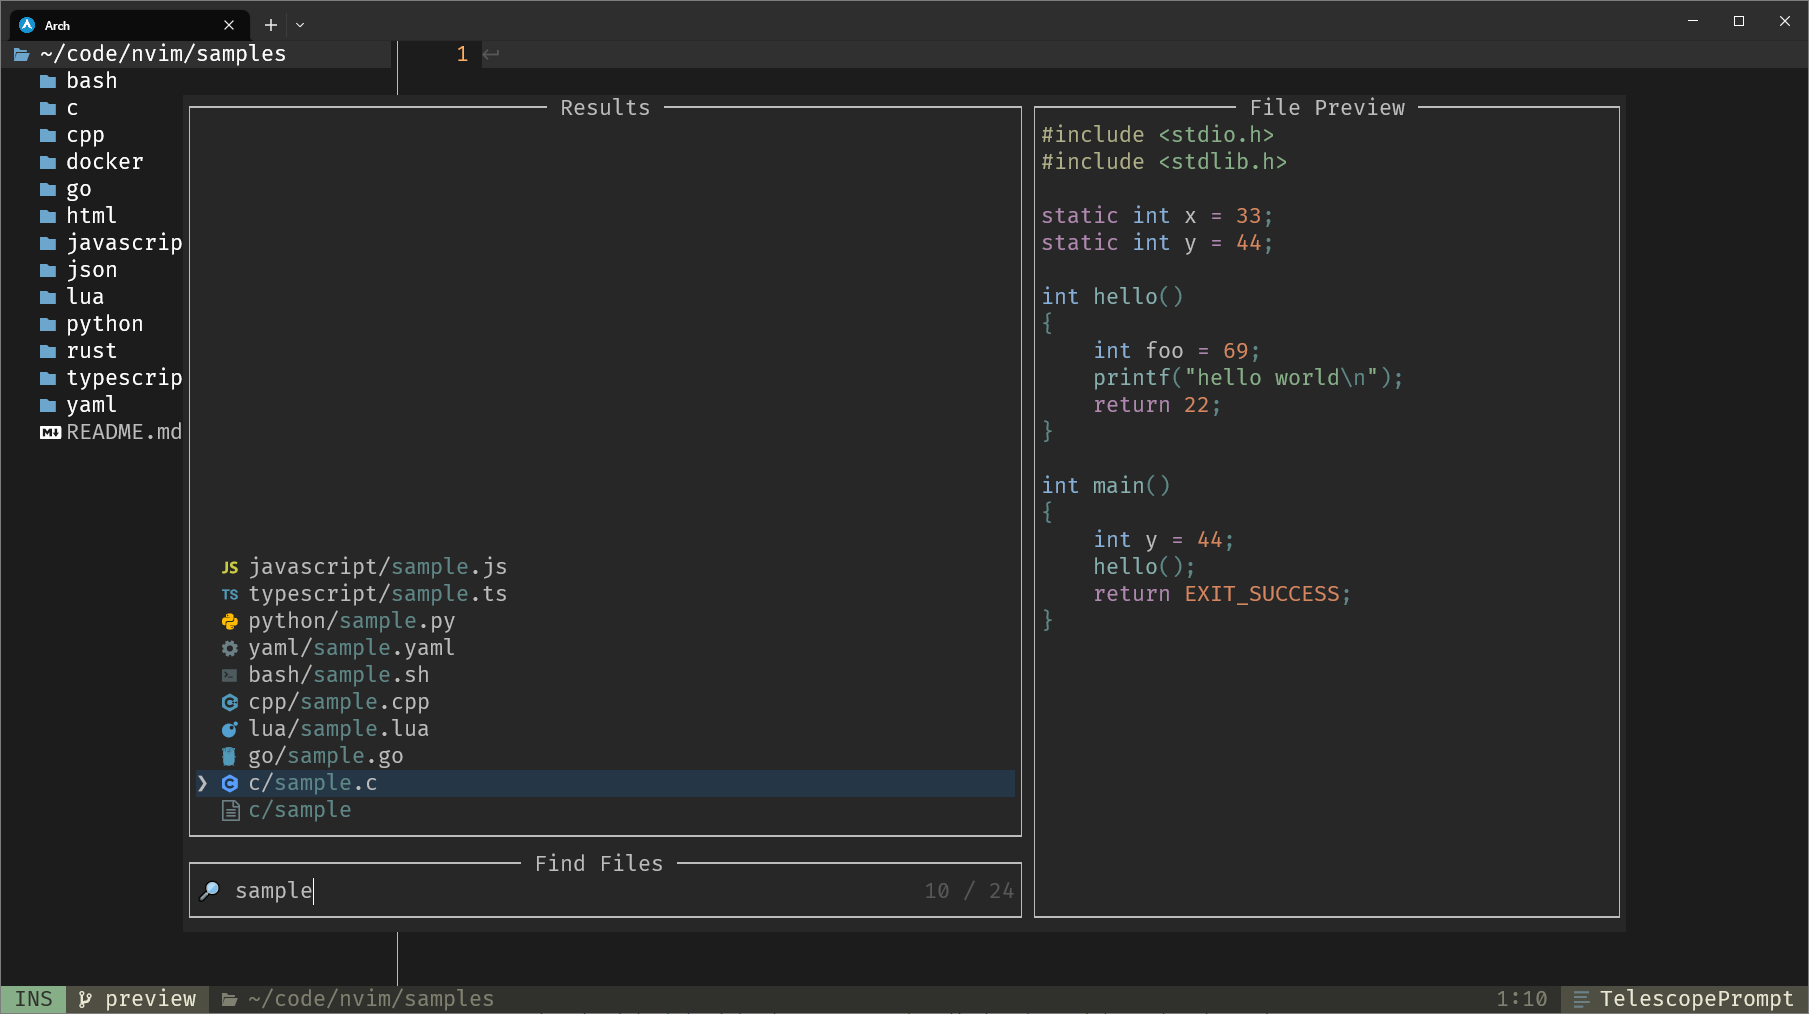 Arch
~/code/nvim/samples
bash
c
cpp
docker
go
html
javascrip
json
lua
python
rust
typescrip
yaml
README.md
1
Results
javascript/sample.js
typescript/sample.ts
python/sample.py
yaml/sample.yaml
bash/sample.sh
cpp/sample.cpp
lua/sample.lua
go/sample.go
❯ c/sample.c
c/sample
Find Files
sample 10 / 24
File Preview
#include <stdio.h>
#include <stdlib.h>
static int x = 33;
static int y = 44;
int hello()
{
    int foo = 69;
    printf("hello world\n");
    return 22;
}
int main()
{
    int y = 44;
    hello();
    return EXIT_SUCCESS;
}
INS preview ~/code/nvim/samples 1:10 TelescopePrompt